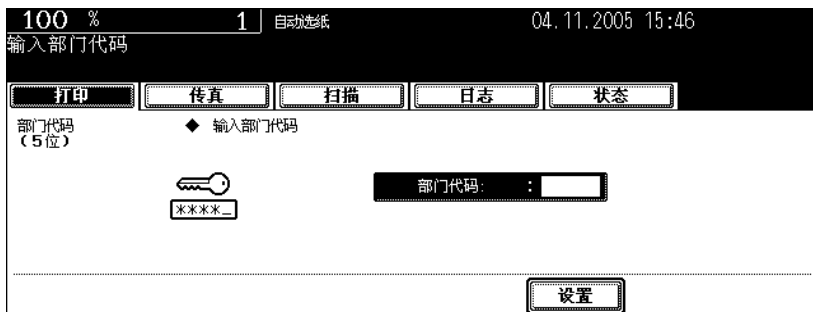 100 % 1 自动选纸 04.11.2005 15:46
输入部门代码
打印 传真 扫描 日志 状态
部门代码 ◆ 输入部门代码
(5位)
部门代码: :
****_
设置